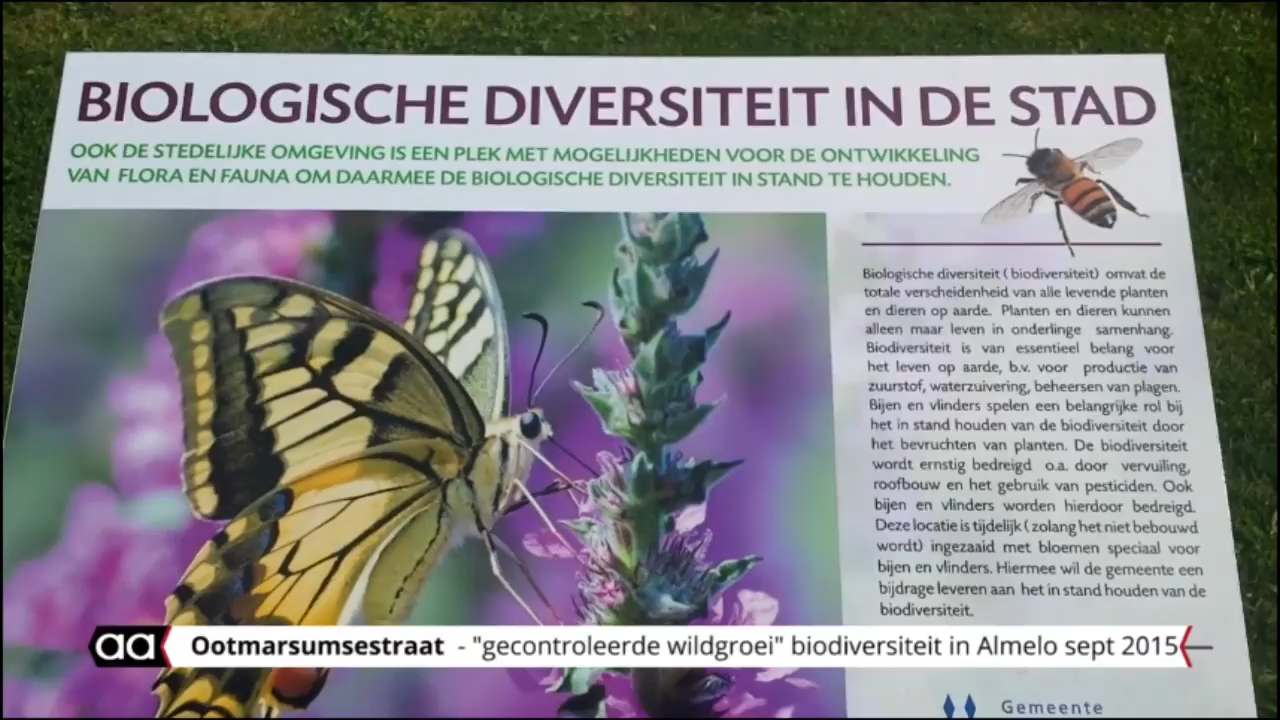 BIOLOGISCHE DIVERSITEIT IN DE STAD
OOK DE STEDELIJKE OMGEVING IS EEN PLEK MET MOGELIJKHEDEN VOOR DE ONTWIKKELING
VAN FLORA EN FAUNA OM DAARMEE DE BIOLOGISCHE DIVERSITEIT IN STAND TE HOUDEN.
Biologische diversiteit ( biodiversiteit) omvat de
totale verscheidenheid van alle levende planten
en dieren op aarde. Planten en dieren kunnen
alleen maar leven in onderlinge samenhang.
Biodiversiteit is van essentieel belang voor
het leven op aarde, b.v. voor productie van
zuurstof, waterzuivering, beheersen van plagen.
Bijen en vlinders spelen een belangrijke rol bij
het in stand houden van de biodiversiteit door
het bevruchten van planten. De biodiversiteit
wordt ernstig bedreigd o.a. door vervuiling,
roofbouw en het gebruik van pesticiden. Ook
bijen en vlinders worden hierdoor bedreigd.
Deze locatie is tijdelijk ( zolang het niet bebouwd
wordt) ingezaaid met bloemen speciaal voor
bijen en vlinders. Hiermee wil de gemeente een
bijdrage leveren aan het in stand houden van de
biodiversiteit.
aa Ootmarsumsestraat - "gecontroleerde wildgroei" biodiversiteit in Almelo sept 2015
Gemeente